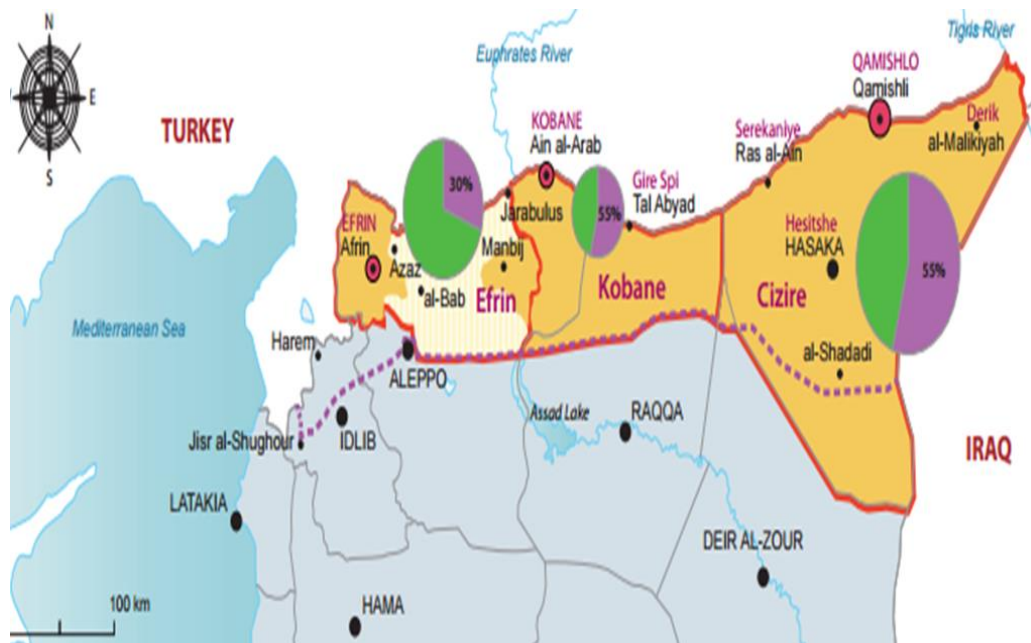 N
E
S
TURKEY
Euphrates River
Tigris River
QAMISHLO
Qamishli
Derik
al-Malikiyah
KOBANE
Ain al-Arab
Serekaniye
Ras al-Ain
30%
55%
Gire Spi
Tal Abyad
Jarabulus
EFRIN
Afrin
Azaz
Manbij
al-Bab
Efrin
Kobane
Cizire
Hesitshe
HASAKA
55%
Mediterranean Sea
Harem
ALEPPO
al-Shadadi
Assad Lake
RAQQA
IRAQ
Jisr al-Shughour
IDLIB
LATAKIA
DEIR AL-ZOUR
100 km
HAMA